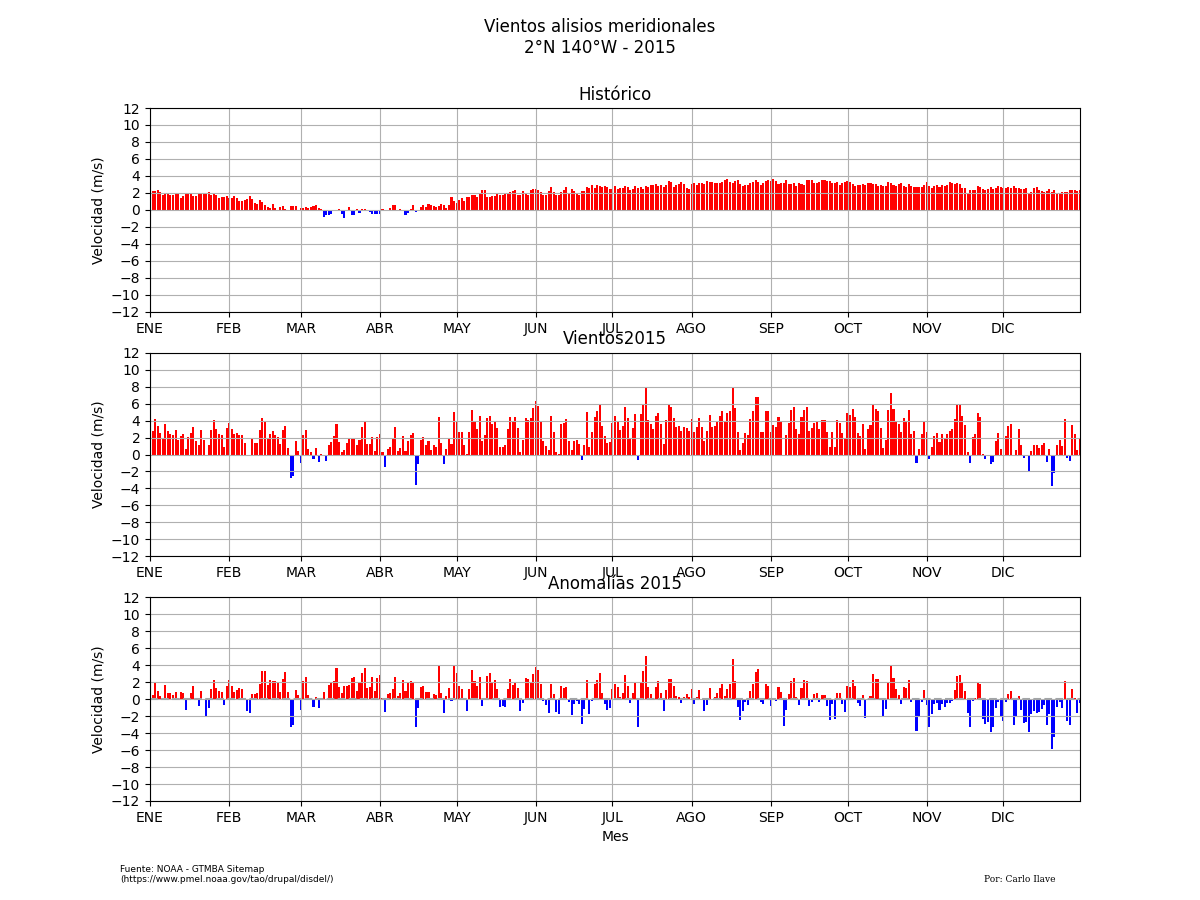 Vientos alisios meridionales
2°N 140°W - 2015
Histórico
12
10
8
6
4
2
0
−2
−4
−6
−8
−10
−12
Velocidad (m/s)
ENE FEB MAR ABR MAY JUN JUL AGO SEP OCT NOV DIC
Vientos2015
12
10
8
6
4
2
0
−2
−4
−6
−8
−10
−12
Velocidad (m/s)
ENE FEB MAR ABR MAY JUN JUL AGO SEP OCT NOV DIC
Anomalías 2015
12
10
8
6
4
2
0
−2
−4
−6
−8
−10
−12
Velocidad (m/s)
ENE FEB MAR ABR MAY JUN JUL AGO SEP OCT NOV DIC
Mes
Fuente: NOAA - GTMBA Sitemap
(https://www.pmel.noaa.gov/tao/drupal/disdel/)
Por: Carlo Ilave